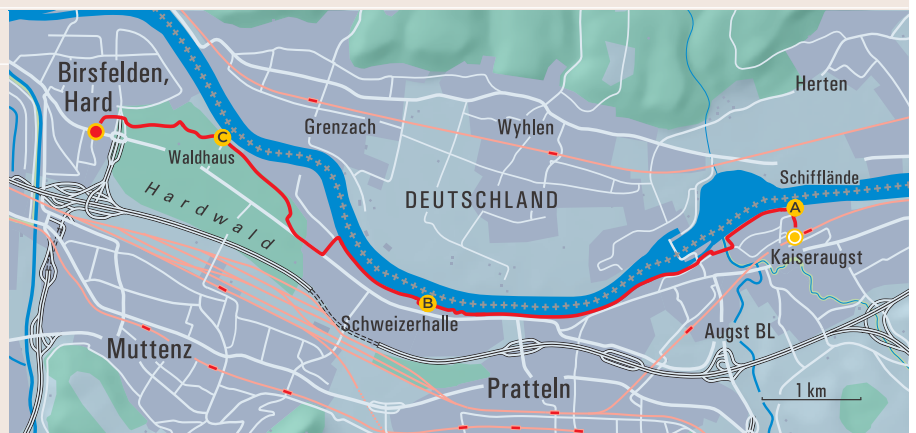 Birsfelden,
Hard
C
Waldhaus
Hardwald
Grenzach
Wyhlen
Herten
DEUTSCHLAND
Schifflände
A
Kaiseraugst
B
Schweizerhalle
Augst BL
Muttenz
Pratteln
1 km